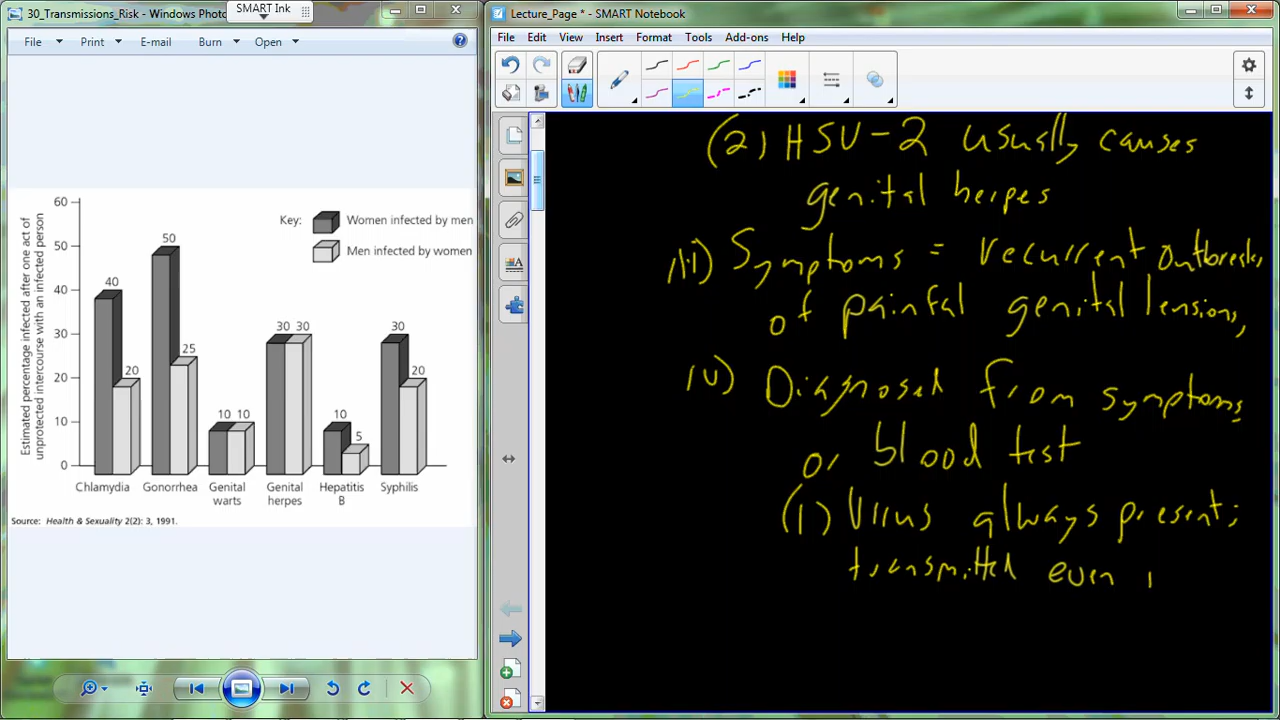 30_Transmissions_Risk - Windows Photo
SMART Ink
File Print E-mail Burn Open
60
50
40
30
20
10
0
Estimated percentage infected after one act of
unprotected intercourse with an infected person
Key: Women infected by men
Men infected by women
40
20
50
25
10 10
30 30
10
5
30
20
Chlamydia Gonorrhea Genital warts Genital herpes Hepatitis B Syphilis
Source: Health & Sexuality 2(2): 3, 1991.
Lecture_Page * - SMART Notebook
File Edit View Insert Format Tools Add-ons Help
(2) HSV-2 usually causes
genital herpes
iii) Symptoms = recurrent outbreaks
of painful genital lensions,
iv) Diagnosed from symptoms
or blood test
(1) Virus always present;
transmitted even